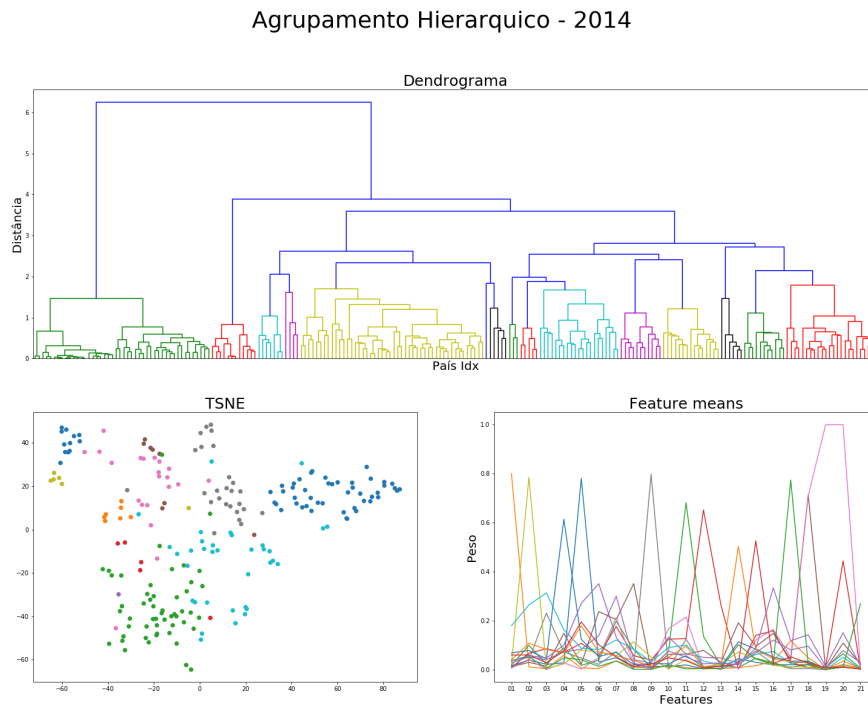 Agrupamento Hierarquico - 2014
Dendrograma
6
5
4
3
2
1
0
Distância
País Idx
TSNE
40
20
0
−20
−40
−60
−60 −40 −20 0 20 40 60 80
Feature means
1.0
0.8
0.6
0.4
0.2
0.0
Peso
01 02 03 04 05 06 07 08 09 10 11 12 13 14 15 16 17 18 19 20 21
Features